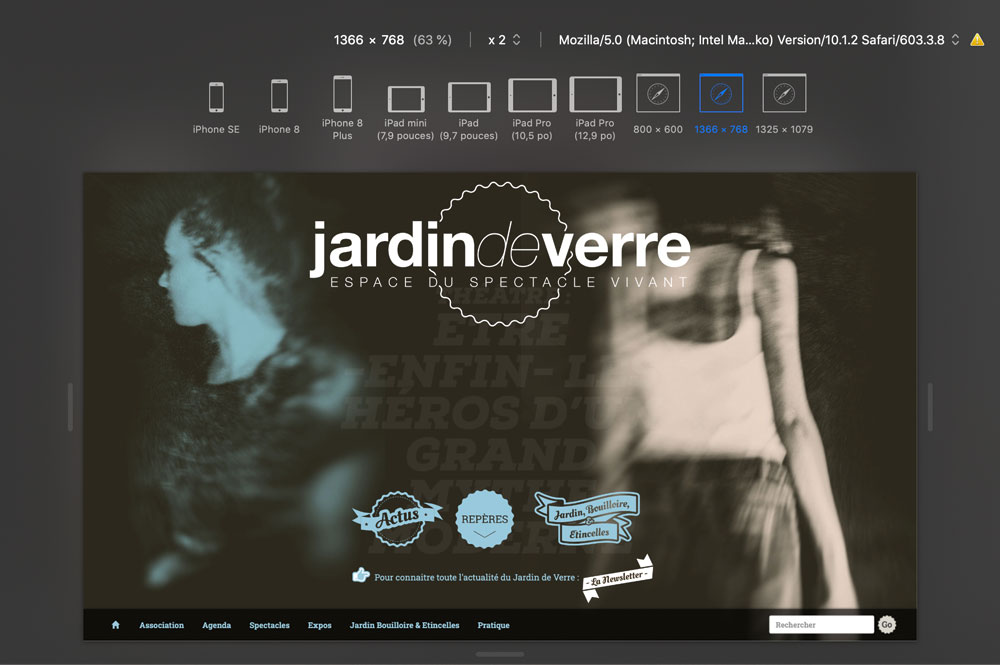 1366 × 768 (63 %) x 2 Mozilla/5.0 (Macintosh; Intel Ma...ko) Version/10.1.2 Safari/603.3.8
iPhone SE
iPhone 8
iPhone 8
Plus
iPad mini
(7,9 pouces)
iPad
(9,7 pouces)
iPad Pro
(10,5 po)
iPad Pro
(12,9 po)
800 × 600
1366 × 768
1325 × 1079
jardindeverre
ESPACE DU SPECTACLE VIVANT
THÉÂTRE :
ÊTRE
-ENFIN- LE
HÉROS D'U
GRAND
MYTHE
MODERNE
Actus
REPÈRES
Jardin, Bouilloire,
&
Etincelles
Pour connaitre toute l'actualité du Jardin de Verre :
- La Newsletter -
Association Agenda Spectacles Expos Jardin Bouilloire & Etincelles Pratique
Rechercher Go